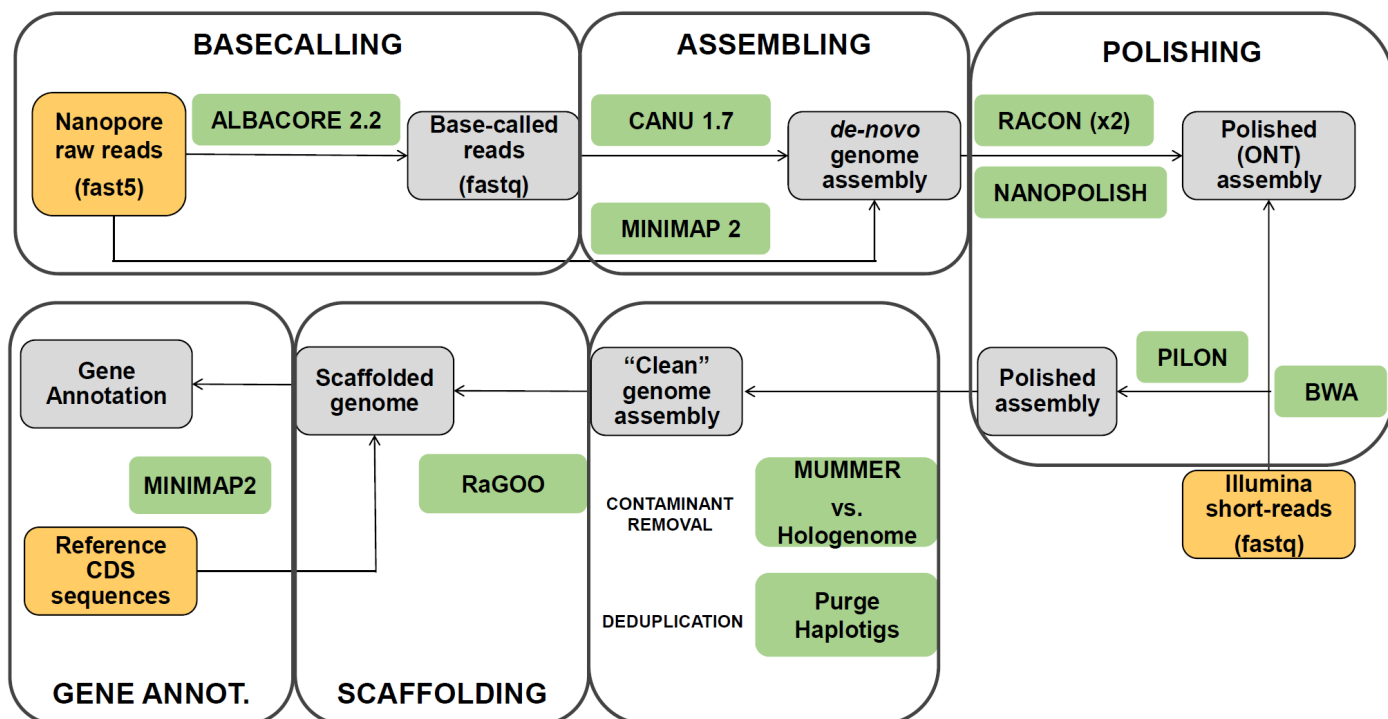 BASECALLING
Nanopore
raw reads
(fast5)
ALBACORE 2.2
Base-called
reads
(fastq)
ASSEMBLING
CANU 1.7
MINIMAP 2
de-novo
genome
assembly
POLISHING
RACON (x2)
NANOPOLISH
Polished
(ONT)
assembly
PILON
BWA
Polished
assembly
Illumina
short-reads
(fastq)
“Clean”
genome
assembly
CONTAMINANT
REMOVAL
MUMMER
vs.
Hologenome
DEDUPLICATION
Purge
Haplotigs
Scaffolded
genome
RaGOO
SCAFFOLDING
Gene
Annotation
MINIMAP2
Reference
CDS
sequences
GENE ANNOT.